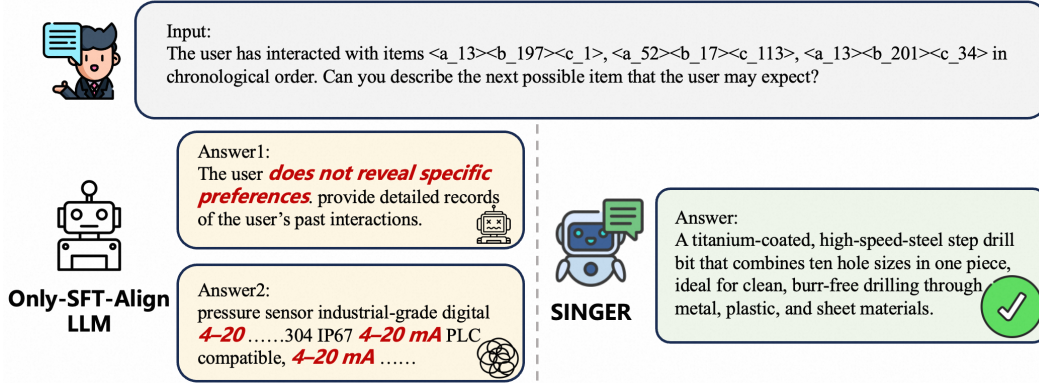 Input:
The user has interacted with items <a_13><b_197><c_1>, <a_52><b_17><c_113>, <a_13><b_201><c_34> in
chronological order. Can you describe the next possible item that the user may expect?
Answer1:
The user does not reveal specific
preferences. provide detailed records
of the user's past interactions.
Only-SFT-Align
LLM
Answer2:
pressure sensor industrial-grade digital
4–20 ......304 IP67 4–20 mA PLC
compatible, 4–20 mA ......
SINGER
Answer:
A titanium-coated, high-speed-steel step drill
bit that combines ten hole sizes in one piece,
ideal for clean, burr-free drilling through
metal, plastic, and sheet materials.